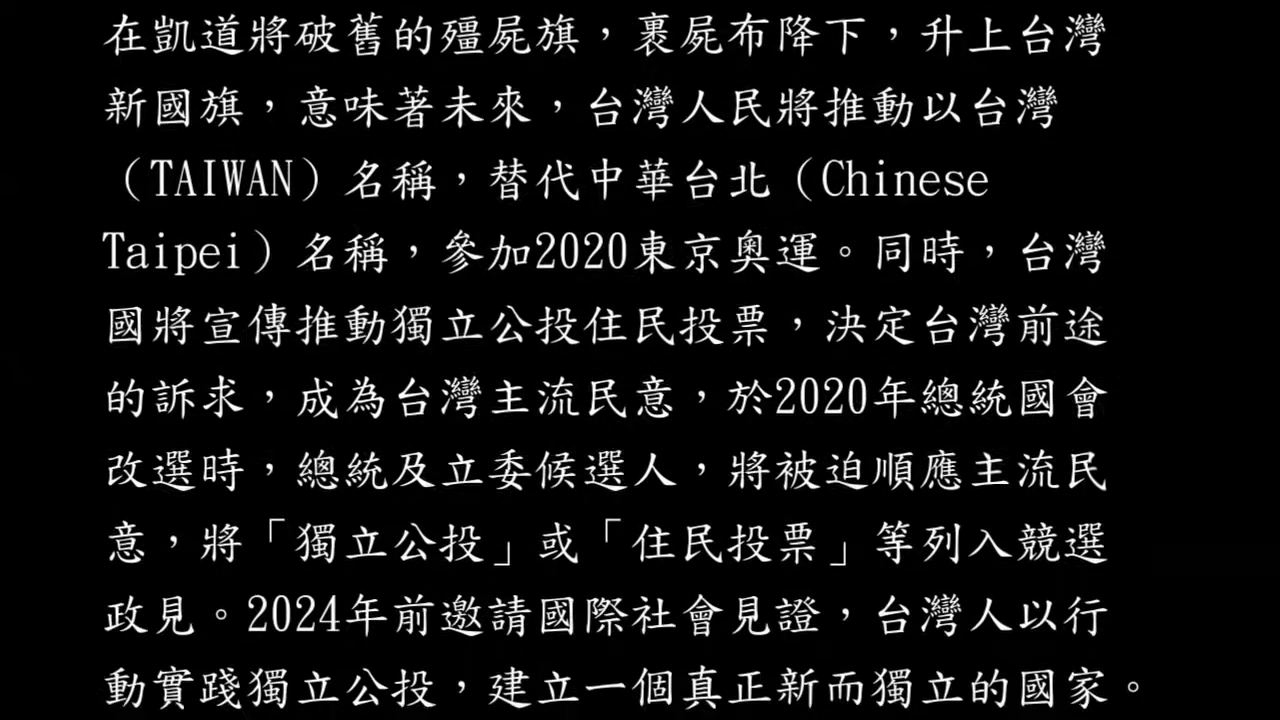 在凱道將破舊的殭屍旗，裹屍布降下，升上台灣
新國旗，意味著未來，台灣人民將推動以台灣
（TAIWAN）名稱，替代中華台北（Chinese
Taipei）名稱，參加2020東京奧運。同時，台灣
國將宣傳推動獨立公投住民投票，決定台灣前途
的訴求，成為台灣主流民意，於2020年總統國會
改選時，總統及立委候選人，將被迫順應主流民
意，將「獨立公投」或「住民投票」等列入競選
政見。2024年前邀請國際社會見證，台灣人以行
動實踐獨立公投，建立一個真正新而獨立的國家。